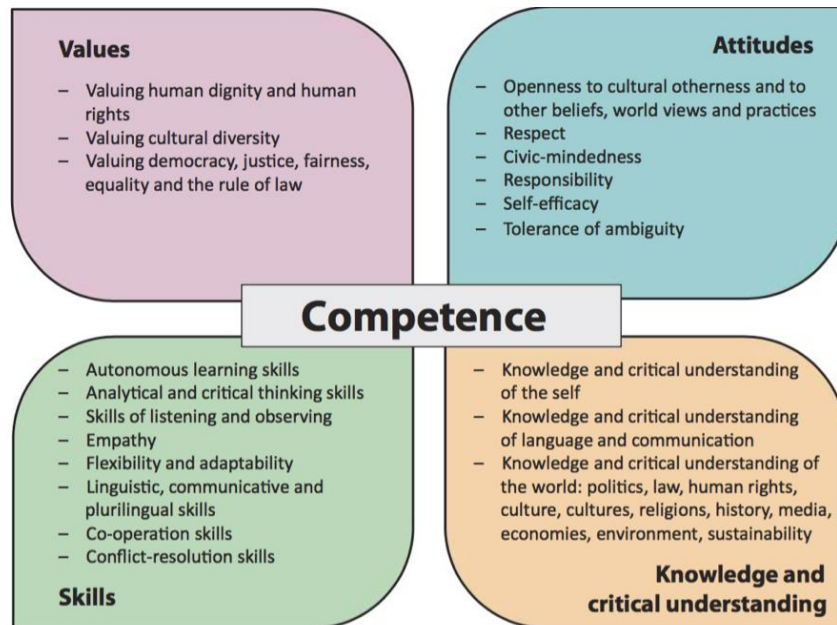 Values
– Valuing human dignity and human
rights
– Valuing cultural diversity
– Valuing democracy, justice, fairness,
equality and the rule of law
Attitudes
– Openness to cultural otherness and to
other beliefs, world views and practices
– Respect
– Civic-mindedness
– Responsibility
– Self-efficacy
– Tolerance of ambiguity
Competence
– Autonomous learning skills
– Analytical and critical thinking skills
– Skills of listening and observing
– Empathy
– Flexibility and adaptability
– Linguistic, communicative and
plurilingual skills
– Co-operation skills
– Conflict-resolution skills
Skills
– Knowledge and critical understanding
of the self
– Knowledge and critical understanding
of language and communication
– Knowledge and critical understanding of
the world: politics, law, human rights,
culture, cultures, religions, history, media,
economies, environment, sustainability
Knowledge and
critical understanding